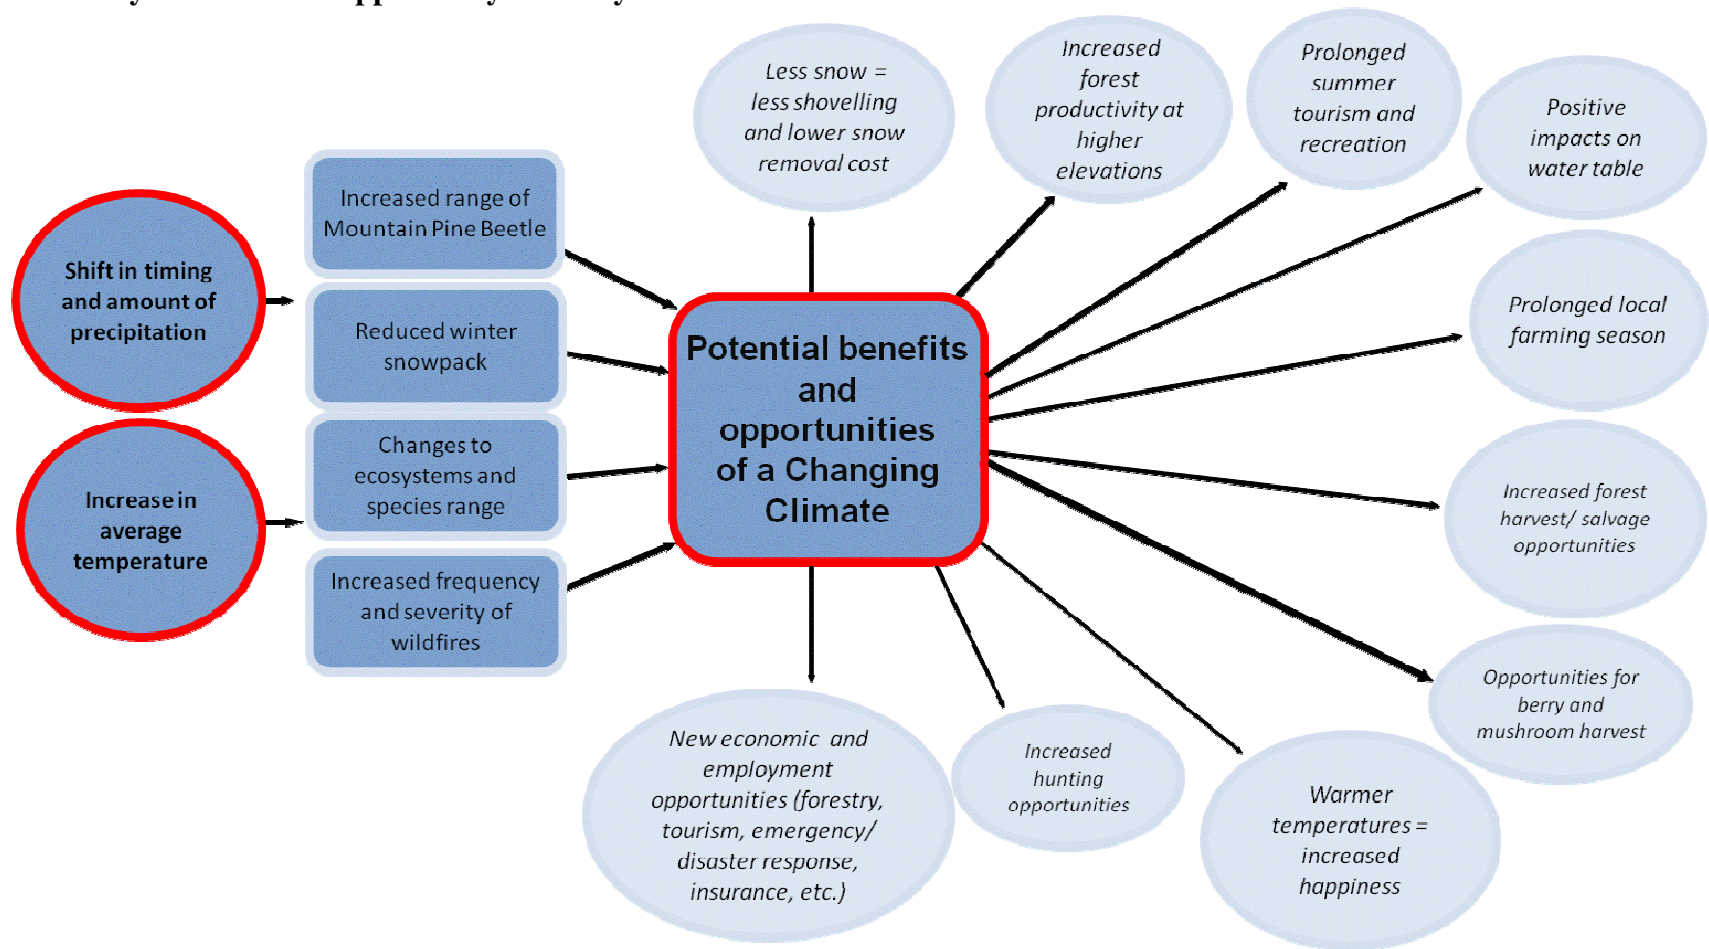 Less snow =
less shovelling
and lower snow
removal cost
Increased
forest
productivity at
higher
elevations
Prolonged
summer
tourism and
recreation
Positive
impacts on
water table
Increased range of
Mountain Pine Beetle
Shift in timing
and amount of
precipitation
Reduced winter
snowpack
Potential benefits
and
opportunities
of a Changing
Climate
Prolonged local
farming season
Changes to
ecosystems and
species range
Increase in
average
temperature
Increased forest
harvest/ salvage
opportunities
Increased frequency
and severity of
wildfires
Opportunities for
berry and
mushroom harvest
New economic and
employment
opportunities (forestry,
tourism, emergency/
disaster response,
insurance, etc.)
Increased
hunting
opportunities
Warmer
temperatures =
increased
happiness